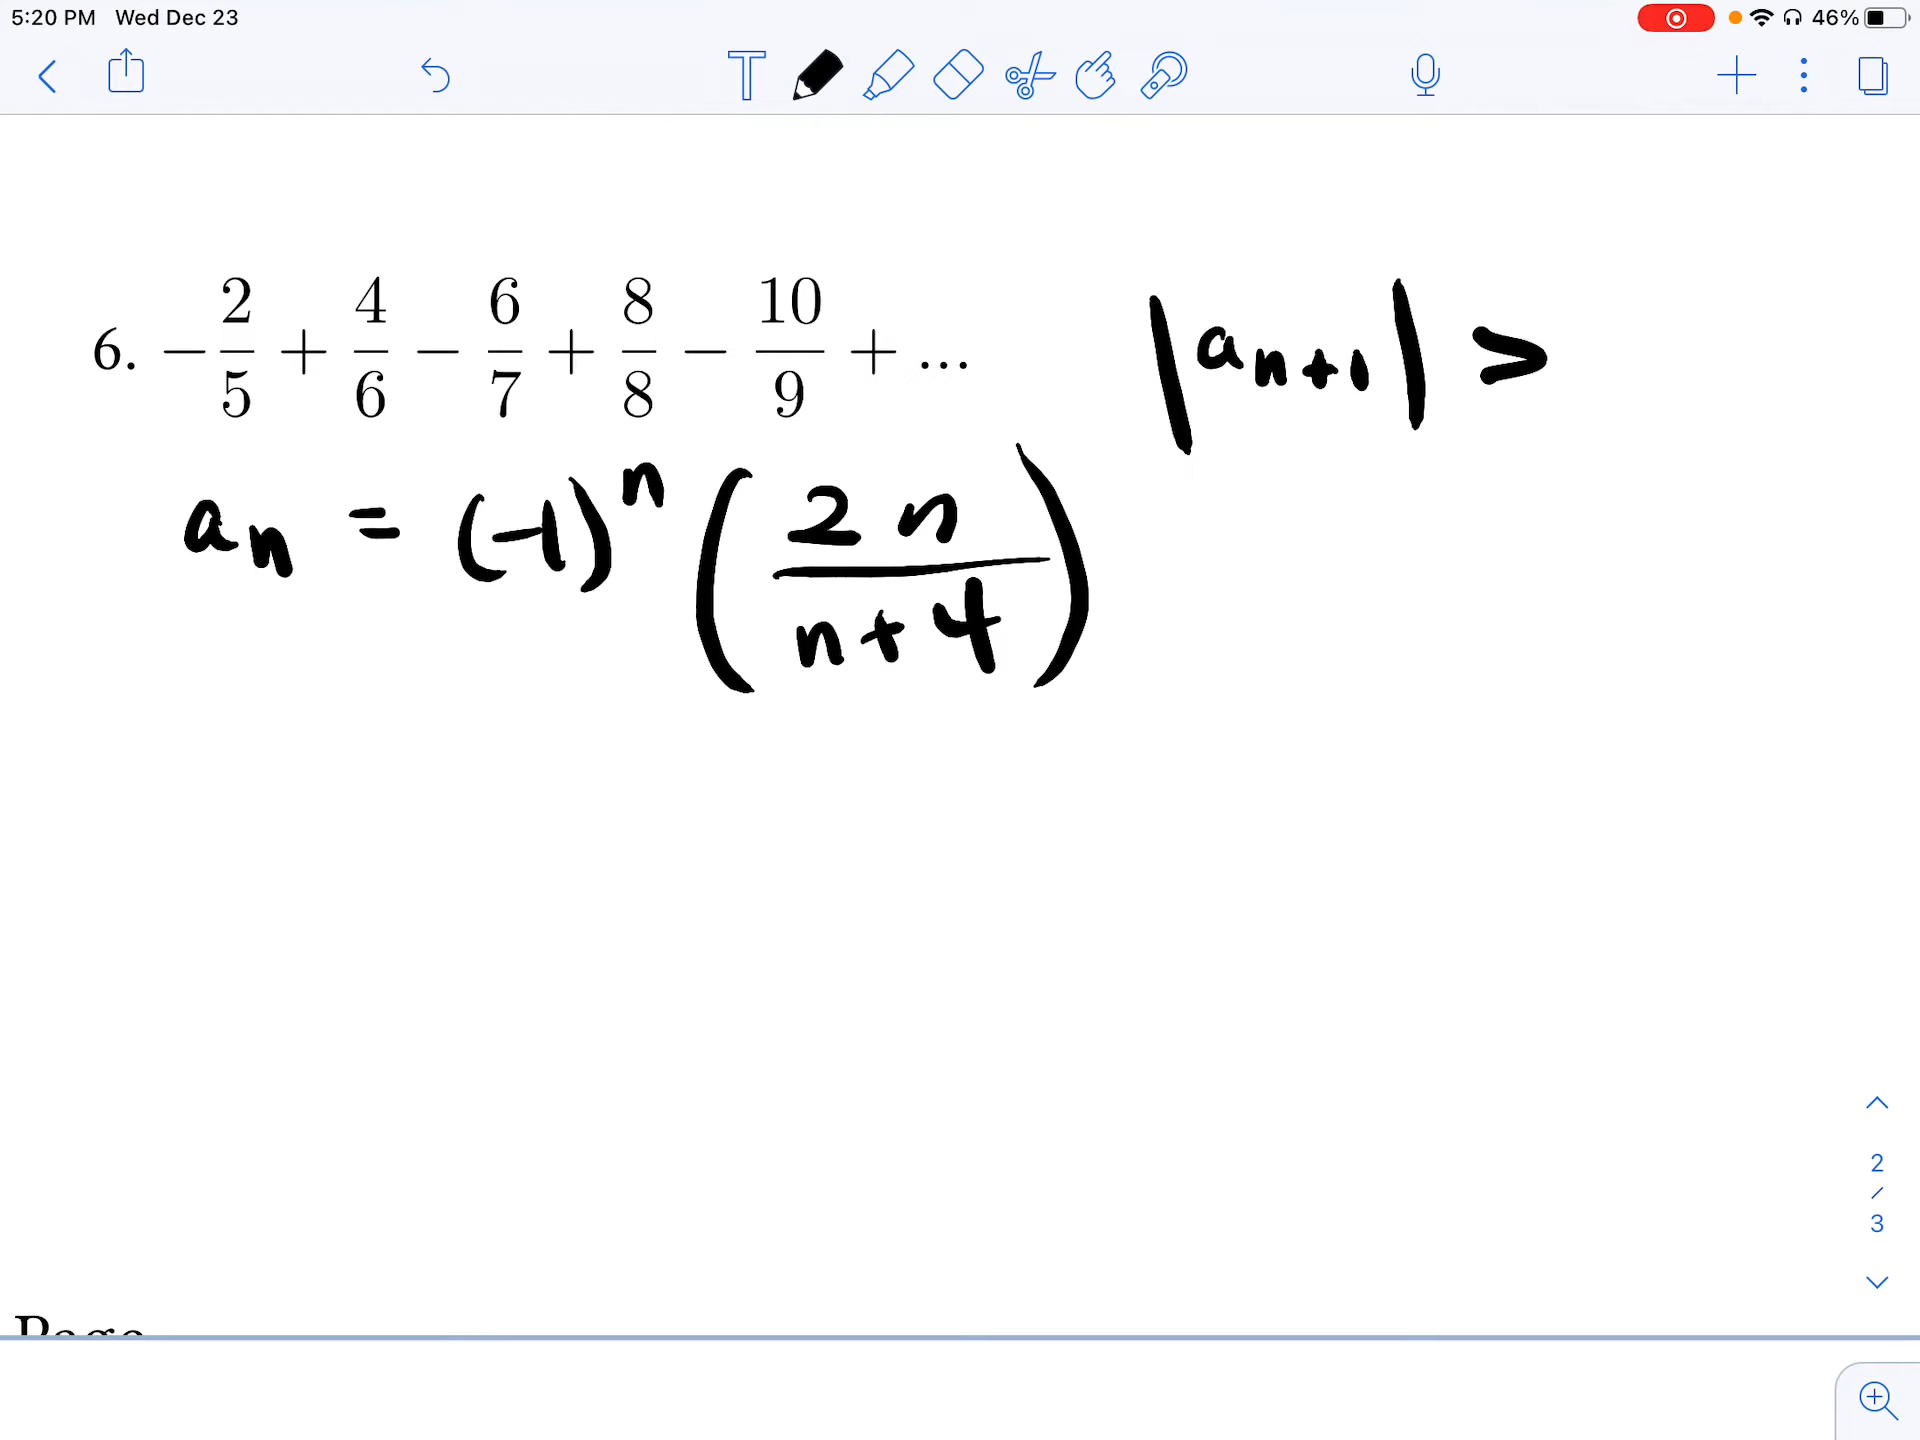 5:20 PM Wed Dec 23 46%
T
6. −2/5 + 4/6 − 6/7 + 8/8 − 10/9 + ... |aₙ₊₁| >
aₙ = (-1)ⁿ (2n/(n+4))
2
/
3
Page